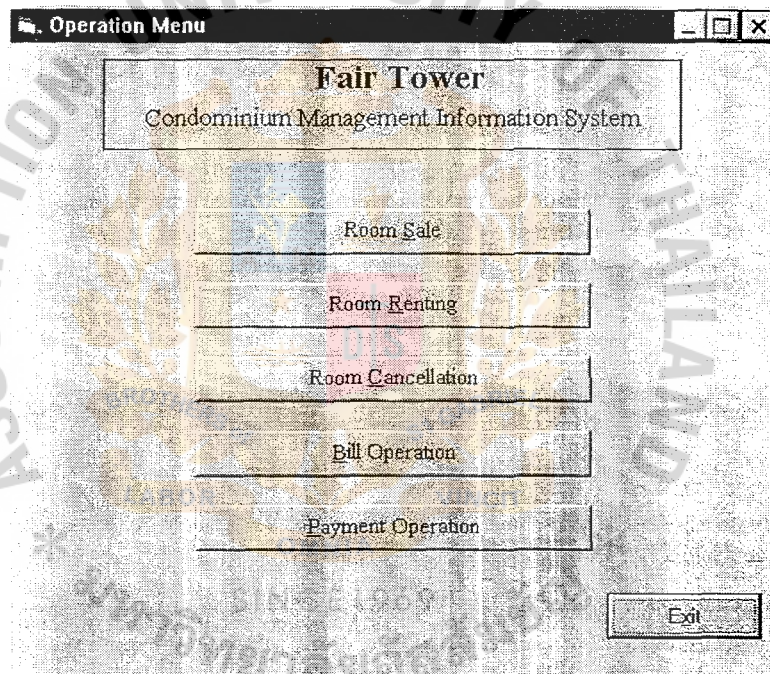 Operation Menu
Fair Tower
Condominium Management Information System
Room Sale
Room Renting
Room Cancellation
Bill Operation
Payment Operation
Exit